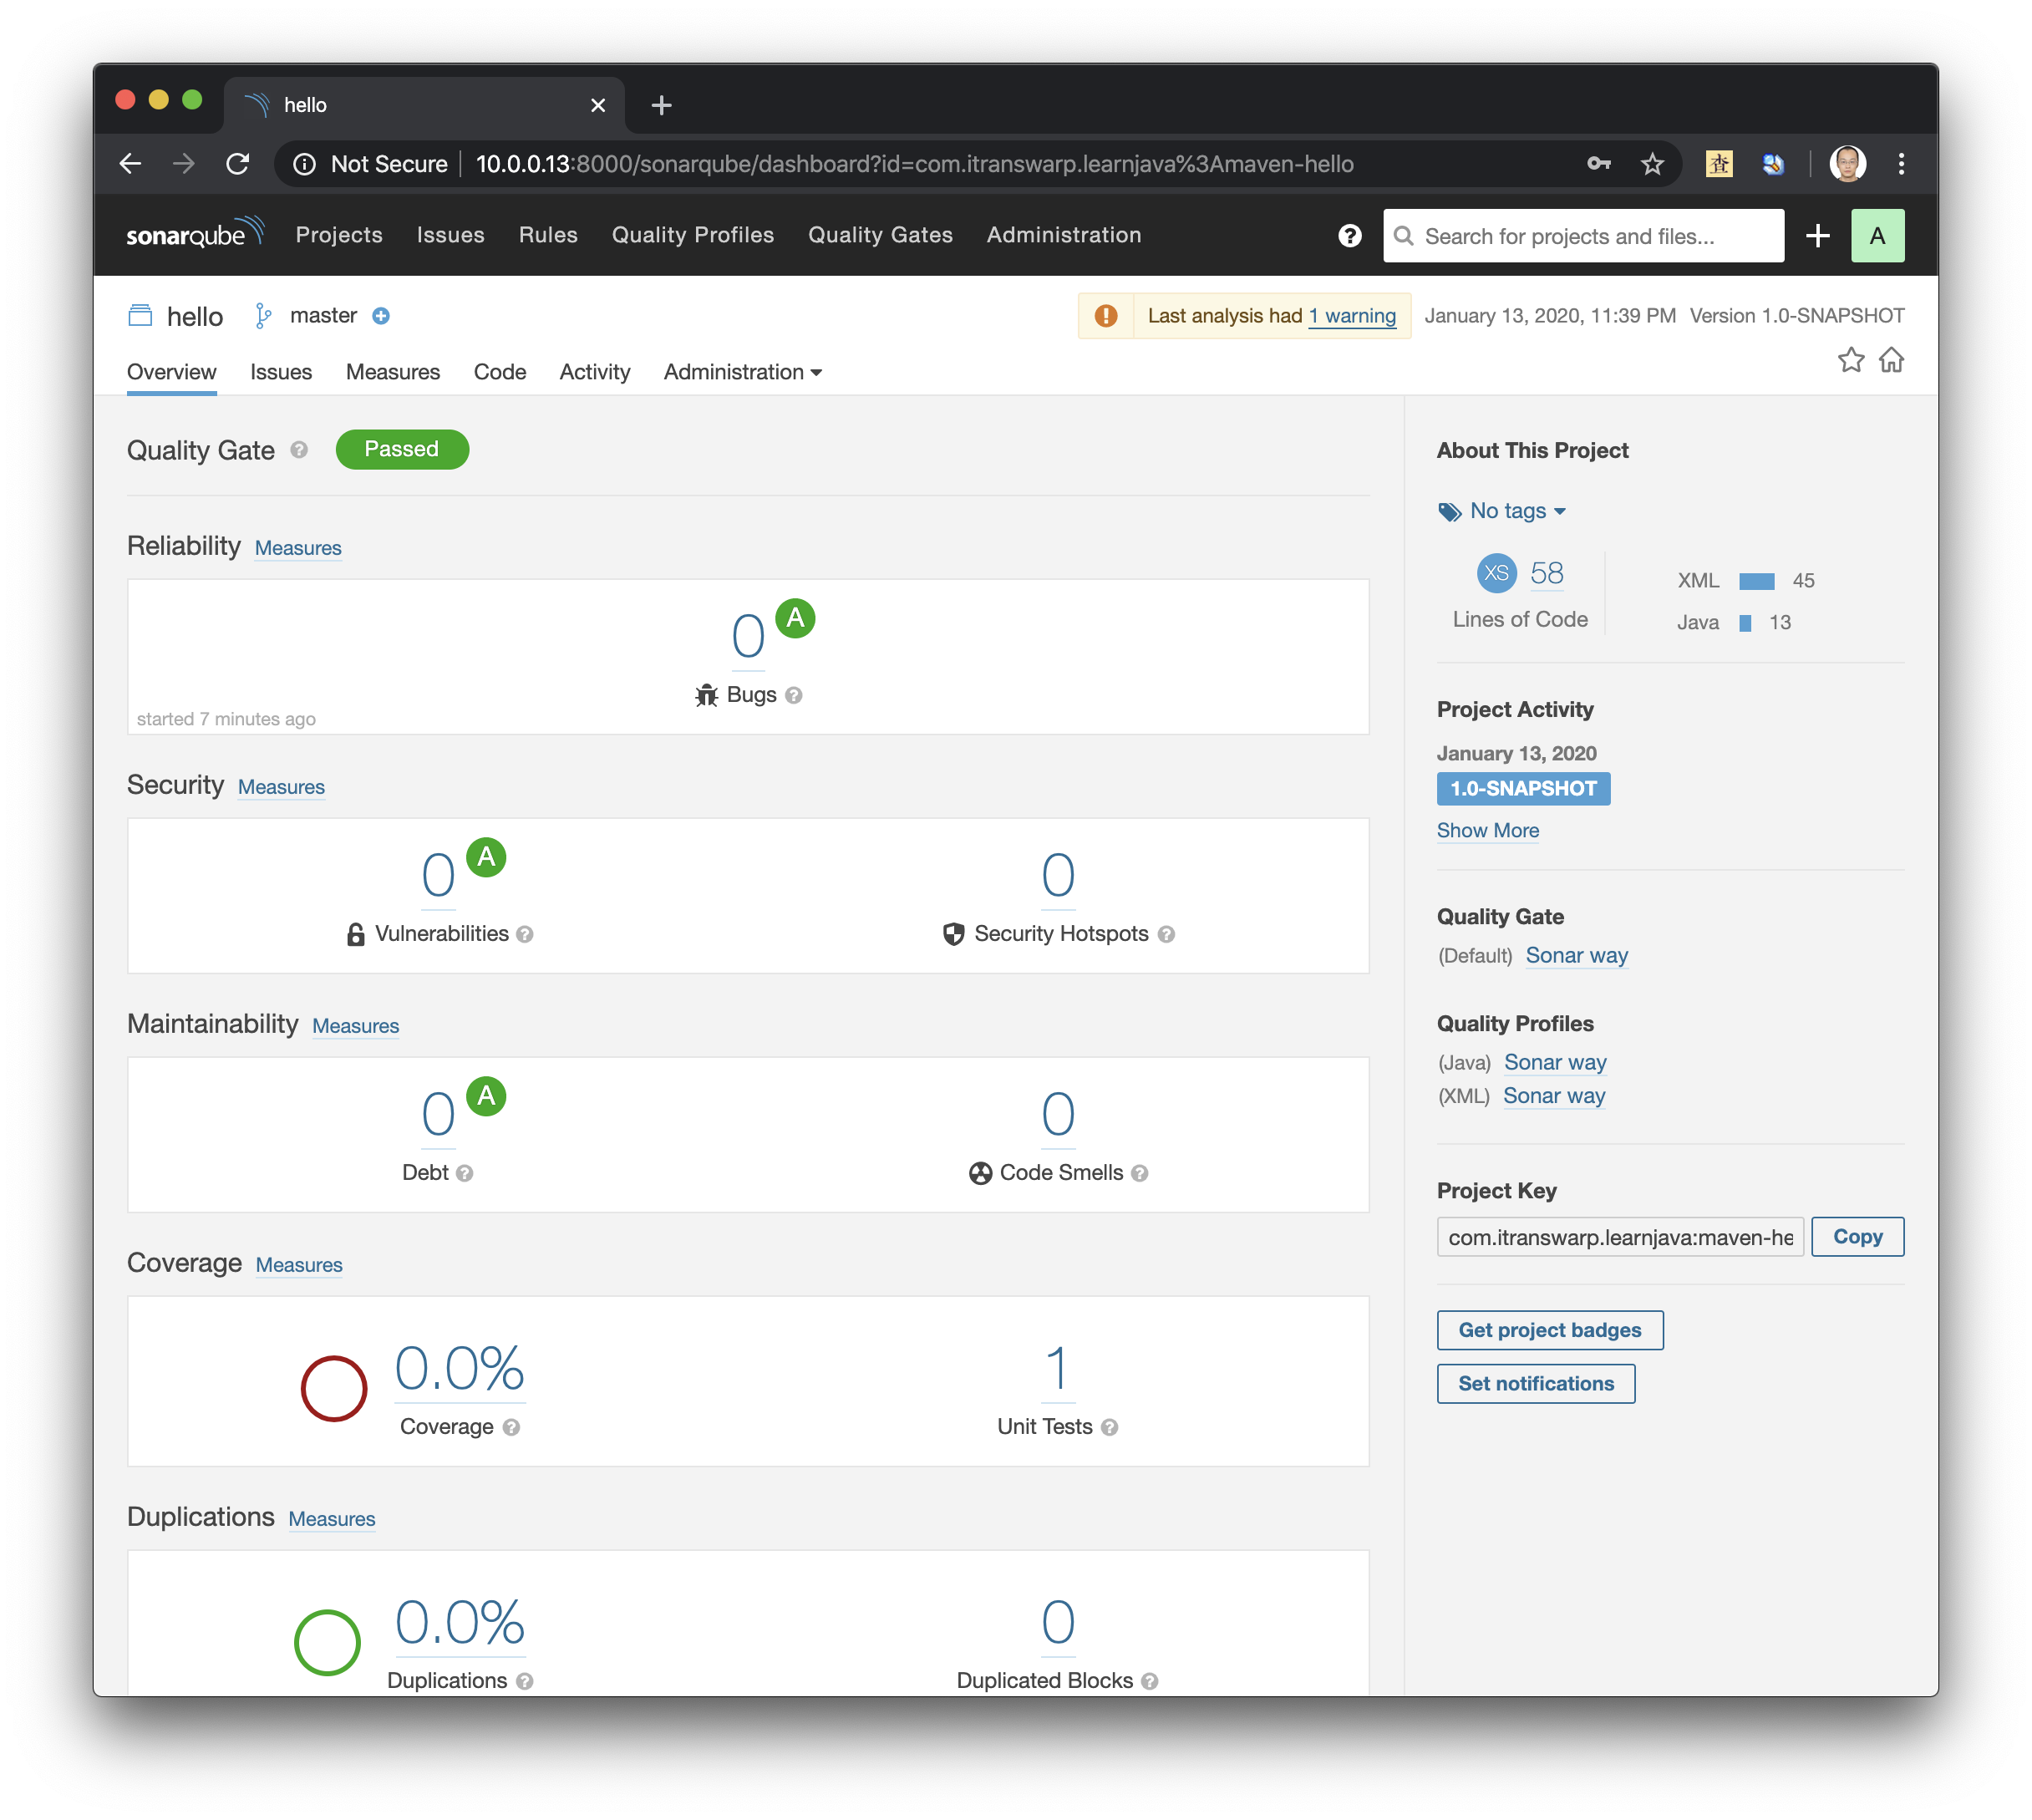 hello
Not Secure 10.0.0.13:8000/sonarqube/dashboard?id=com.itranswarp.learnjava%3Amaven-hello
查
sonarqube Projects Issues Rules Quality Profiles Quality Gates Administration Search for projects and files... A
hello master Last analysis had 1 warning January 13, 2020, 11:39 PM Version 1.0-SNAPSHOT
Overview Issues Measures Code Activity Administration
Quality Gate Passed
Reliability Measures
0 A
Bugs
started 7 minutes ago
Security Measures
0 A
Vulnerabilities
0
Security Hotspots
Maintainability Measures
0 A
Debt
0
Code Smells
Coverage Measures
0.0%
Coverage
1
Unit Tests
Duplications Measures
0.0%
Duplications
0
Duplicated Blocks
About This Project
No tags
XS 58
Lines of Code
XML 45
Java 13
Project Activity
January 13, 2020
1.0-SNAPSHOT
Show More
Quality Gate
(Default) Sonar way
Quality Profiles
(Java) Sonar way
(XML) Sonar way
Project Key
com.itranswarp.learnjava:maven-he Copy
Get project badges
Set notifications